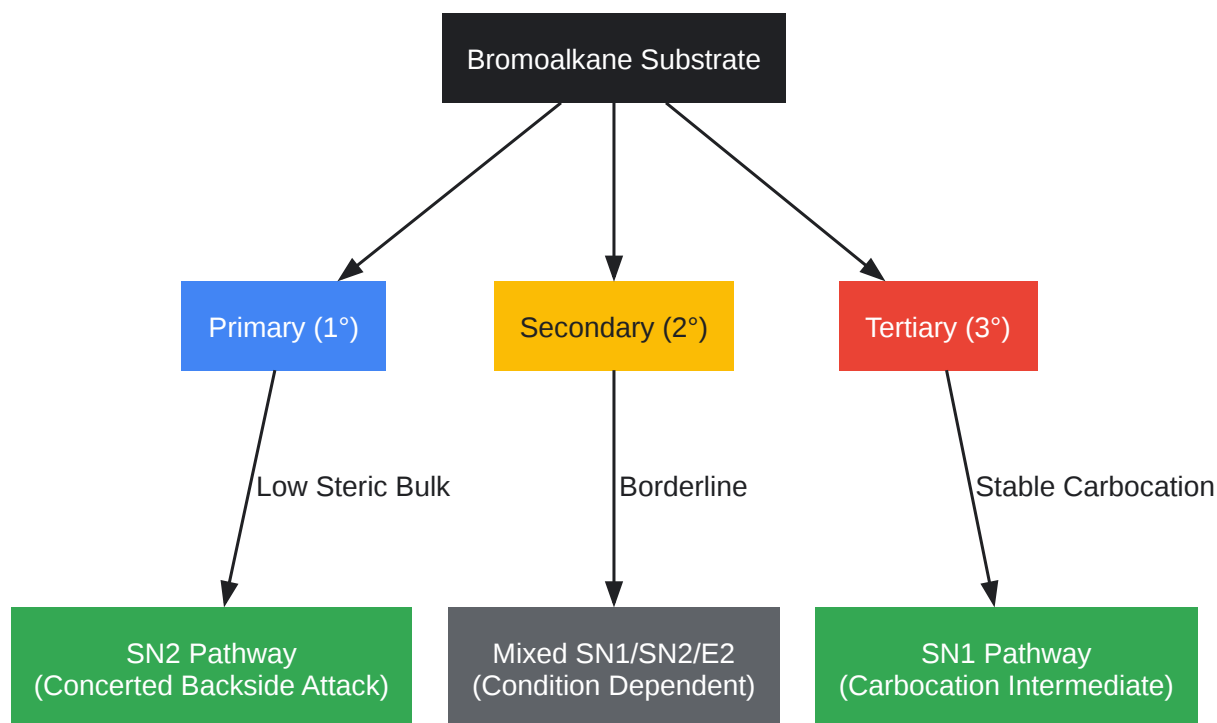 Bromoalkane Substrate
Primary (1°)
Secondary (2°)
Tertiary (3°)
Low Steric Bulk
Borderline
Stable Carbocation
SN2 Pathway
(Concerted Backside Attack)
Mixed SN1/SN2/E2
(Condition Dependent)
SN1 Pathway
(Carbocation Intermediate)